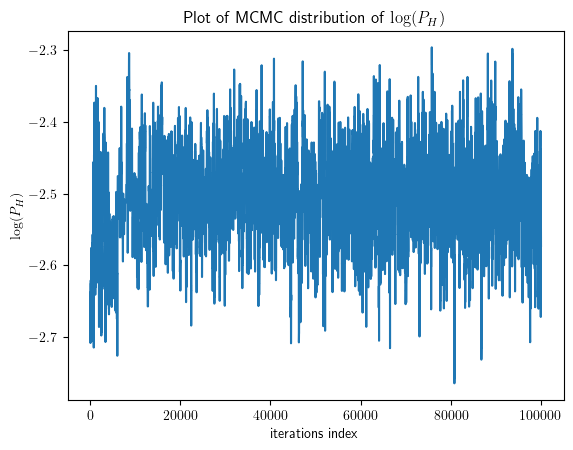 Plot of MCMC distribution of log(P_H)
−2.3
−2.4
−2.5
−2.6
−2.7
log(P_H)
0 20000 40000 60000 80000 100000
iterations index